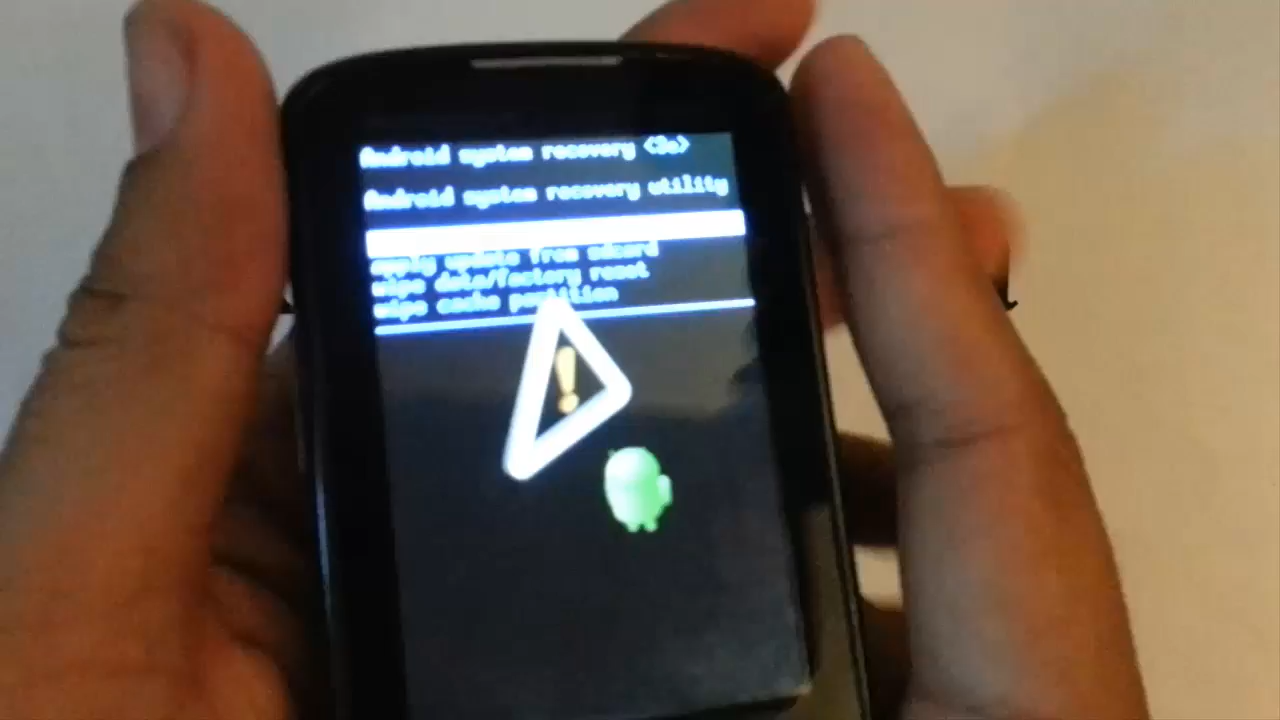 Android system recovery <3e>
Android system recovery utility
apply update from sdcard
wipe data/factory reset
wipe cache partition
!